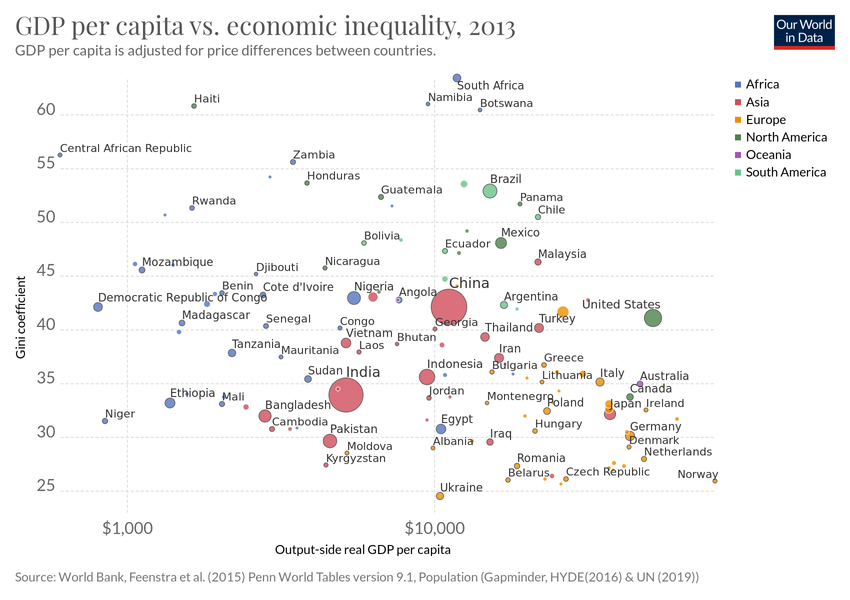 GDP per capita vs. economic inequality, 2013
GDP per capita is adjusted for price differences between countries.
Our World
in Data
Africa
Asia
Europe
North America
Oceania
South America
Gini coefficient
60
55
50
45
40
35
30
25
South Africa
Haiti
Namibia
Botswana
Central African Republic
Zambia
Honduras
Guatemala
Brazil
Rwanda
Panama
Chile
Bolivia
Mexico
Ecuador
Malaysia
Mozambique
Djibouti
Nicaragua
Benin
Cote d'Ivoire
Nigeria
Angola
China
Democratic Republic of Congo
Argentina
United States
Madagascar
Senegal
Congo
Georgia
Turkey
Vietnam
Thailand
Bhutan
Tanzania
Mauritania
Laos
Iran
Sudan
India
Indonesia
Bulgaria
Greece
Lithuania
Italy
Australia
Canada
Ethiopia
Mali
Jordan
Montenegro
Poland
Japan
Ireland
Niger
Bangladesh
Cambodia
Egypt
Hungary
Germany
Pakistan
Moldova
Albania
Iraq
Denmark
Kyrgyzstan
Netherlands
Romania
Belarus
Czech Republic
Norway
Ukraine
$1,000
$10,000
Output-side real GDP per capita
Source: World Bank, Feenstra et al. (2015) Penn World Tables version 9.1, Population (Gapminder, HYDE(2016) & UN (2019))